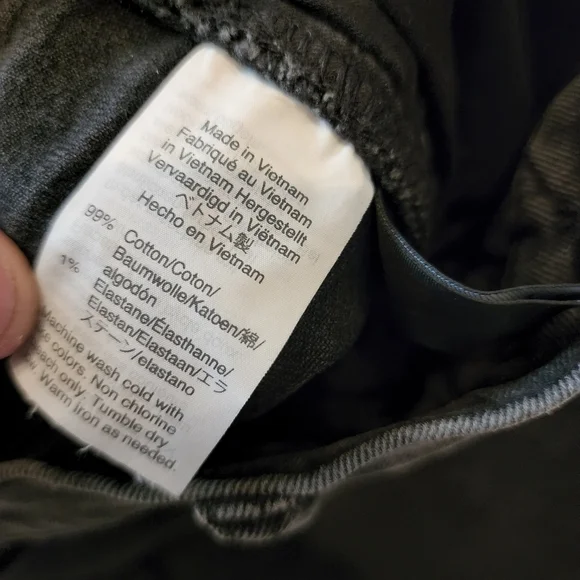 Made in Vietnam
Fabriqué au Vietnam
in Vietnam Hergestellt
Vervaardigd in Viëtnam
ベトナム製
Hecho en Vietnam
99% Cotton/Coton/
Baumwolle/Katoen/綿/
algodón
1% Elastane/Élasthanne/
Elastan/Elastaan/エラ
ステーン/elastano
Machine wash cold with
colors. Non chlorine
only. Tumble dry
Warm Iron as needed.